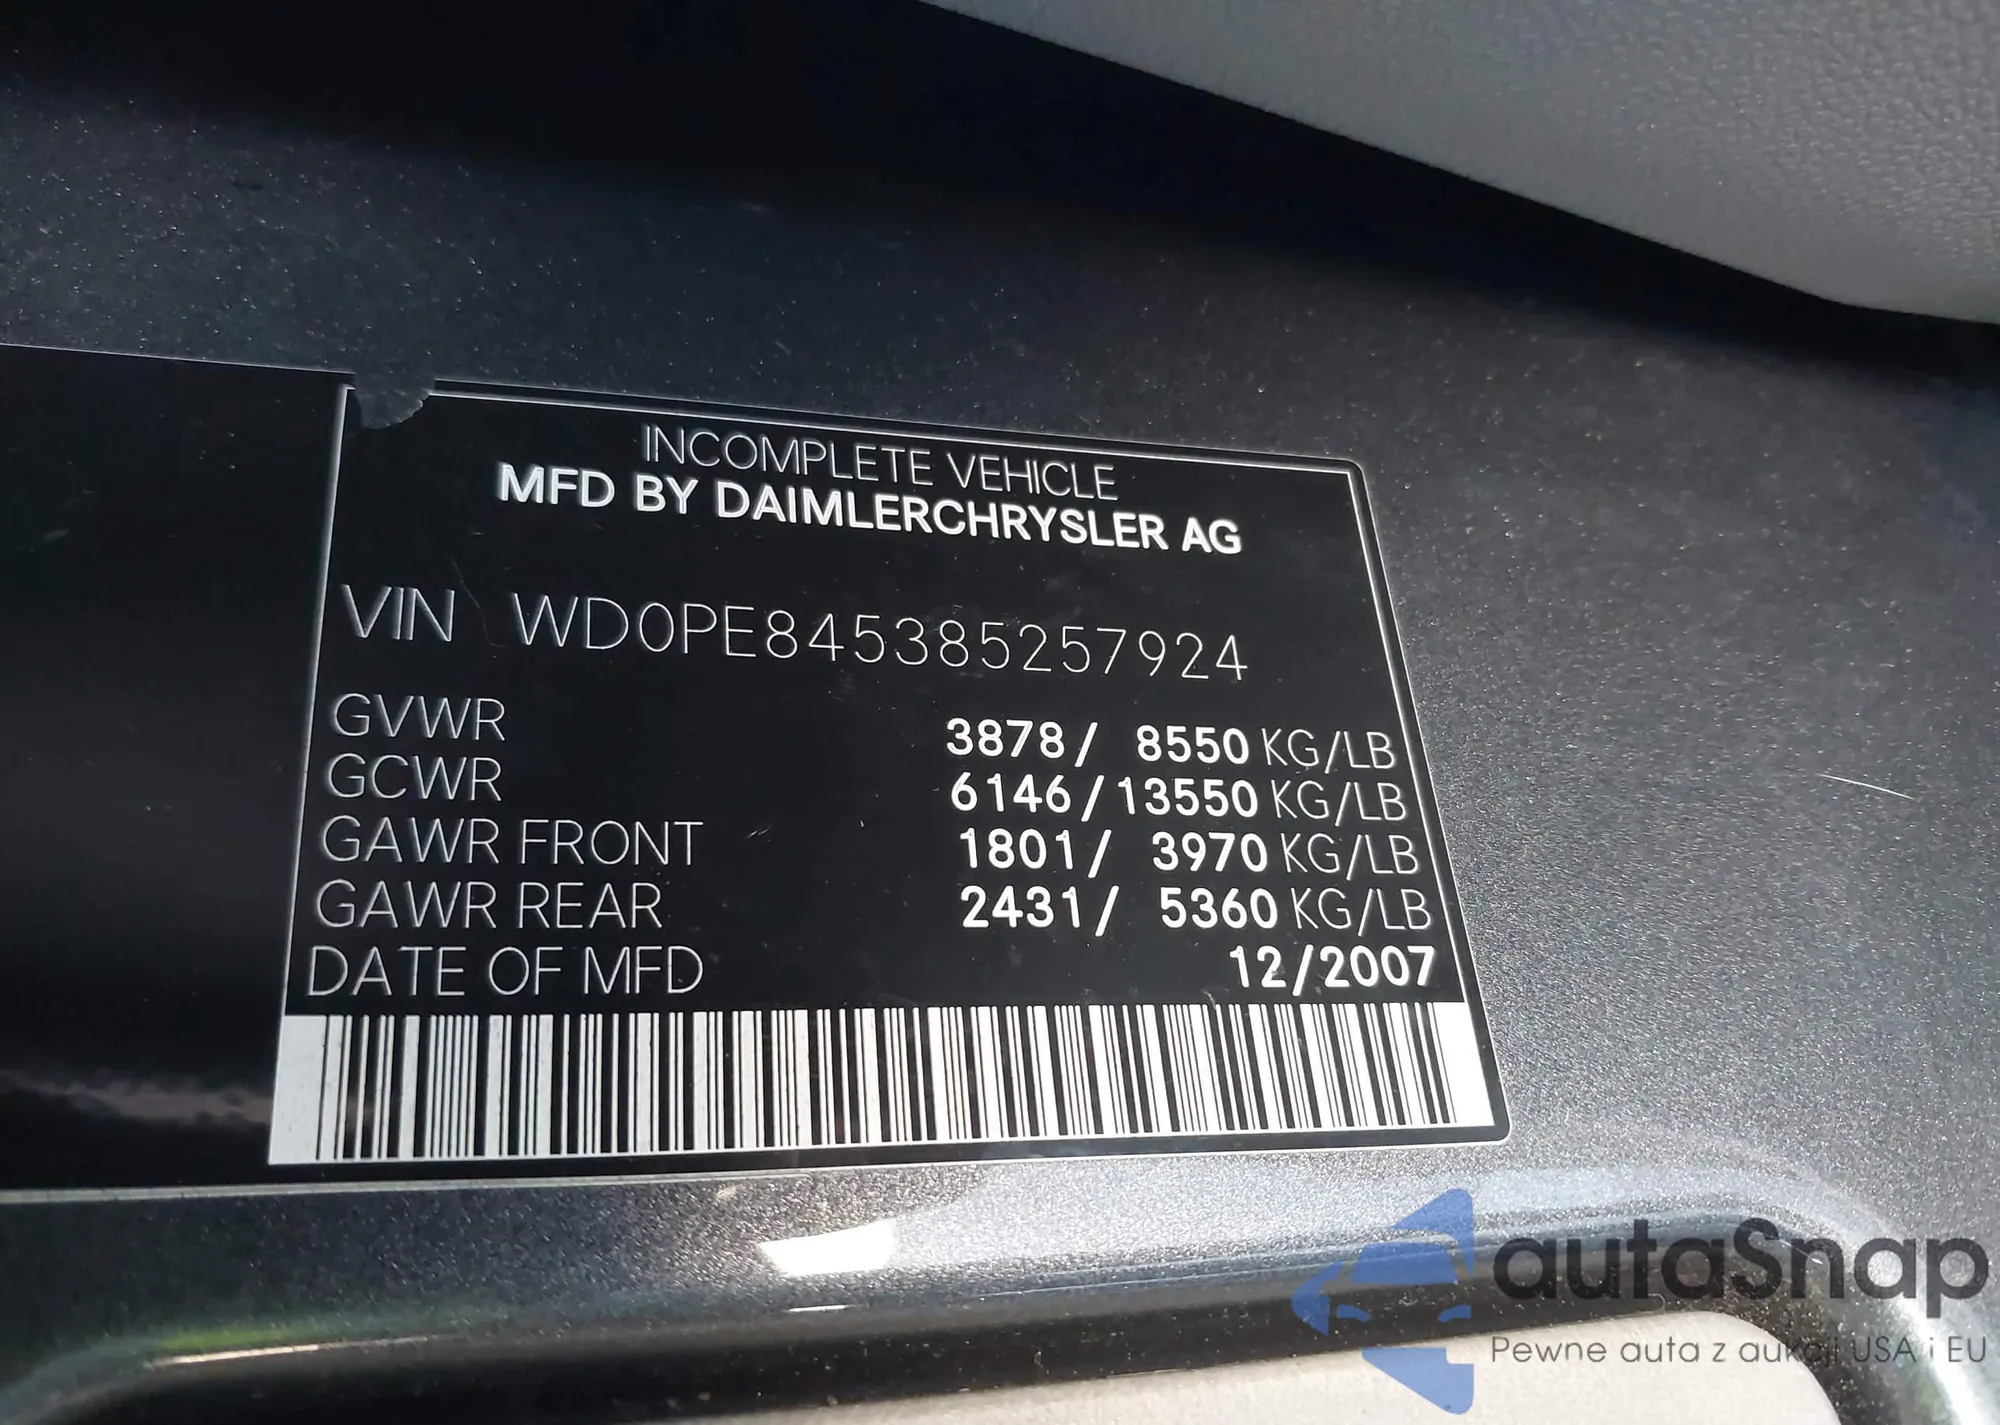 INCOMPLETE VEHICLE
MFD BY DAIMLERCHRYSLER AG
VIN WD0PE845385257924
GVWR 3878/ 8550 KG/LB
GCWR 6146/13550 KG/LB
GAWR FRONT 1801/ 3970 KG/LB
GAWR REAR 2431/ 5360 KG/LB
DATE OF MFD 12/2007
autaSnap
Pewne auta z aukcji USA i EU